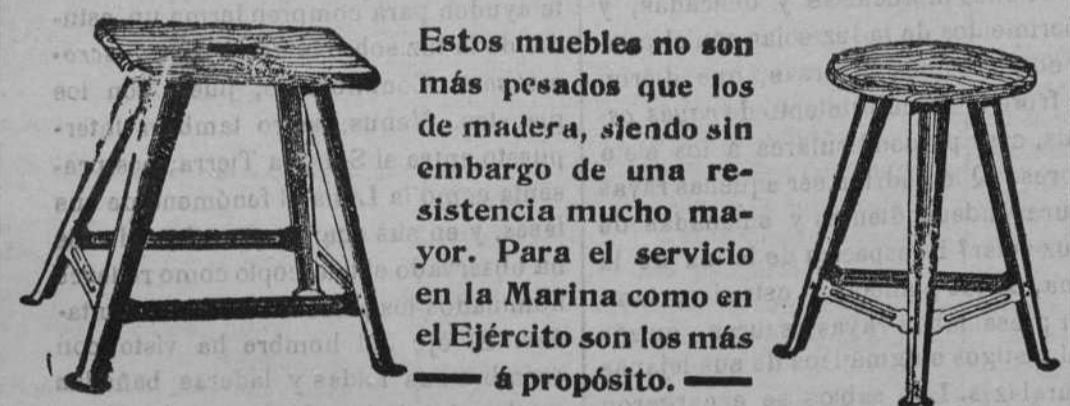 Estos muebles no son
más pesados que los
de madera, siendo sin
embargo de una re-
sistencia mucho ma-
yor. Para el servicio
en la Marina como en
el Ejército son los más
á propósito.